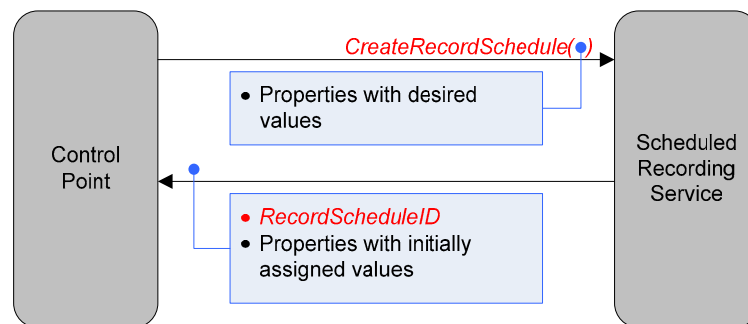 CreateRecordSchedule( )
• Properties with desired
values
Control
Point
Scheduled
Recording
Service
• RecordScheduleID
• Properties with initially
assigned values